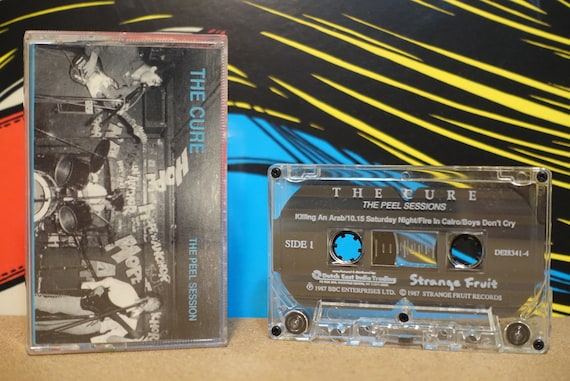 THE CURE
THE PEEL SESSION
HOPE
THE CURE
THE PEEL SESSIONS
Killing An Arab/10.15 Saturday Night/Fire In Cairo/Boys Don't Cry
SIDE 1
DEI8341-4
Dutch East India Trading
Strange Fruit
℗ 1987 BBC ENTERPRISES LTD. © 1987 STRANGE FRUIT RECORDS